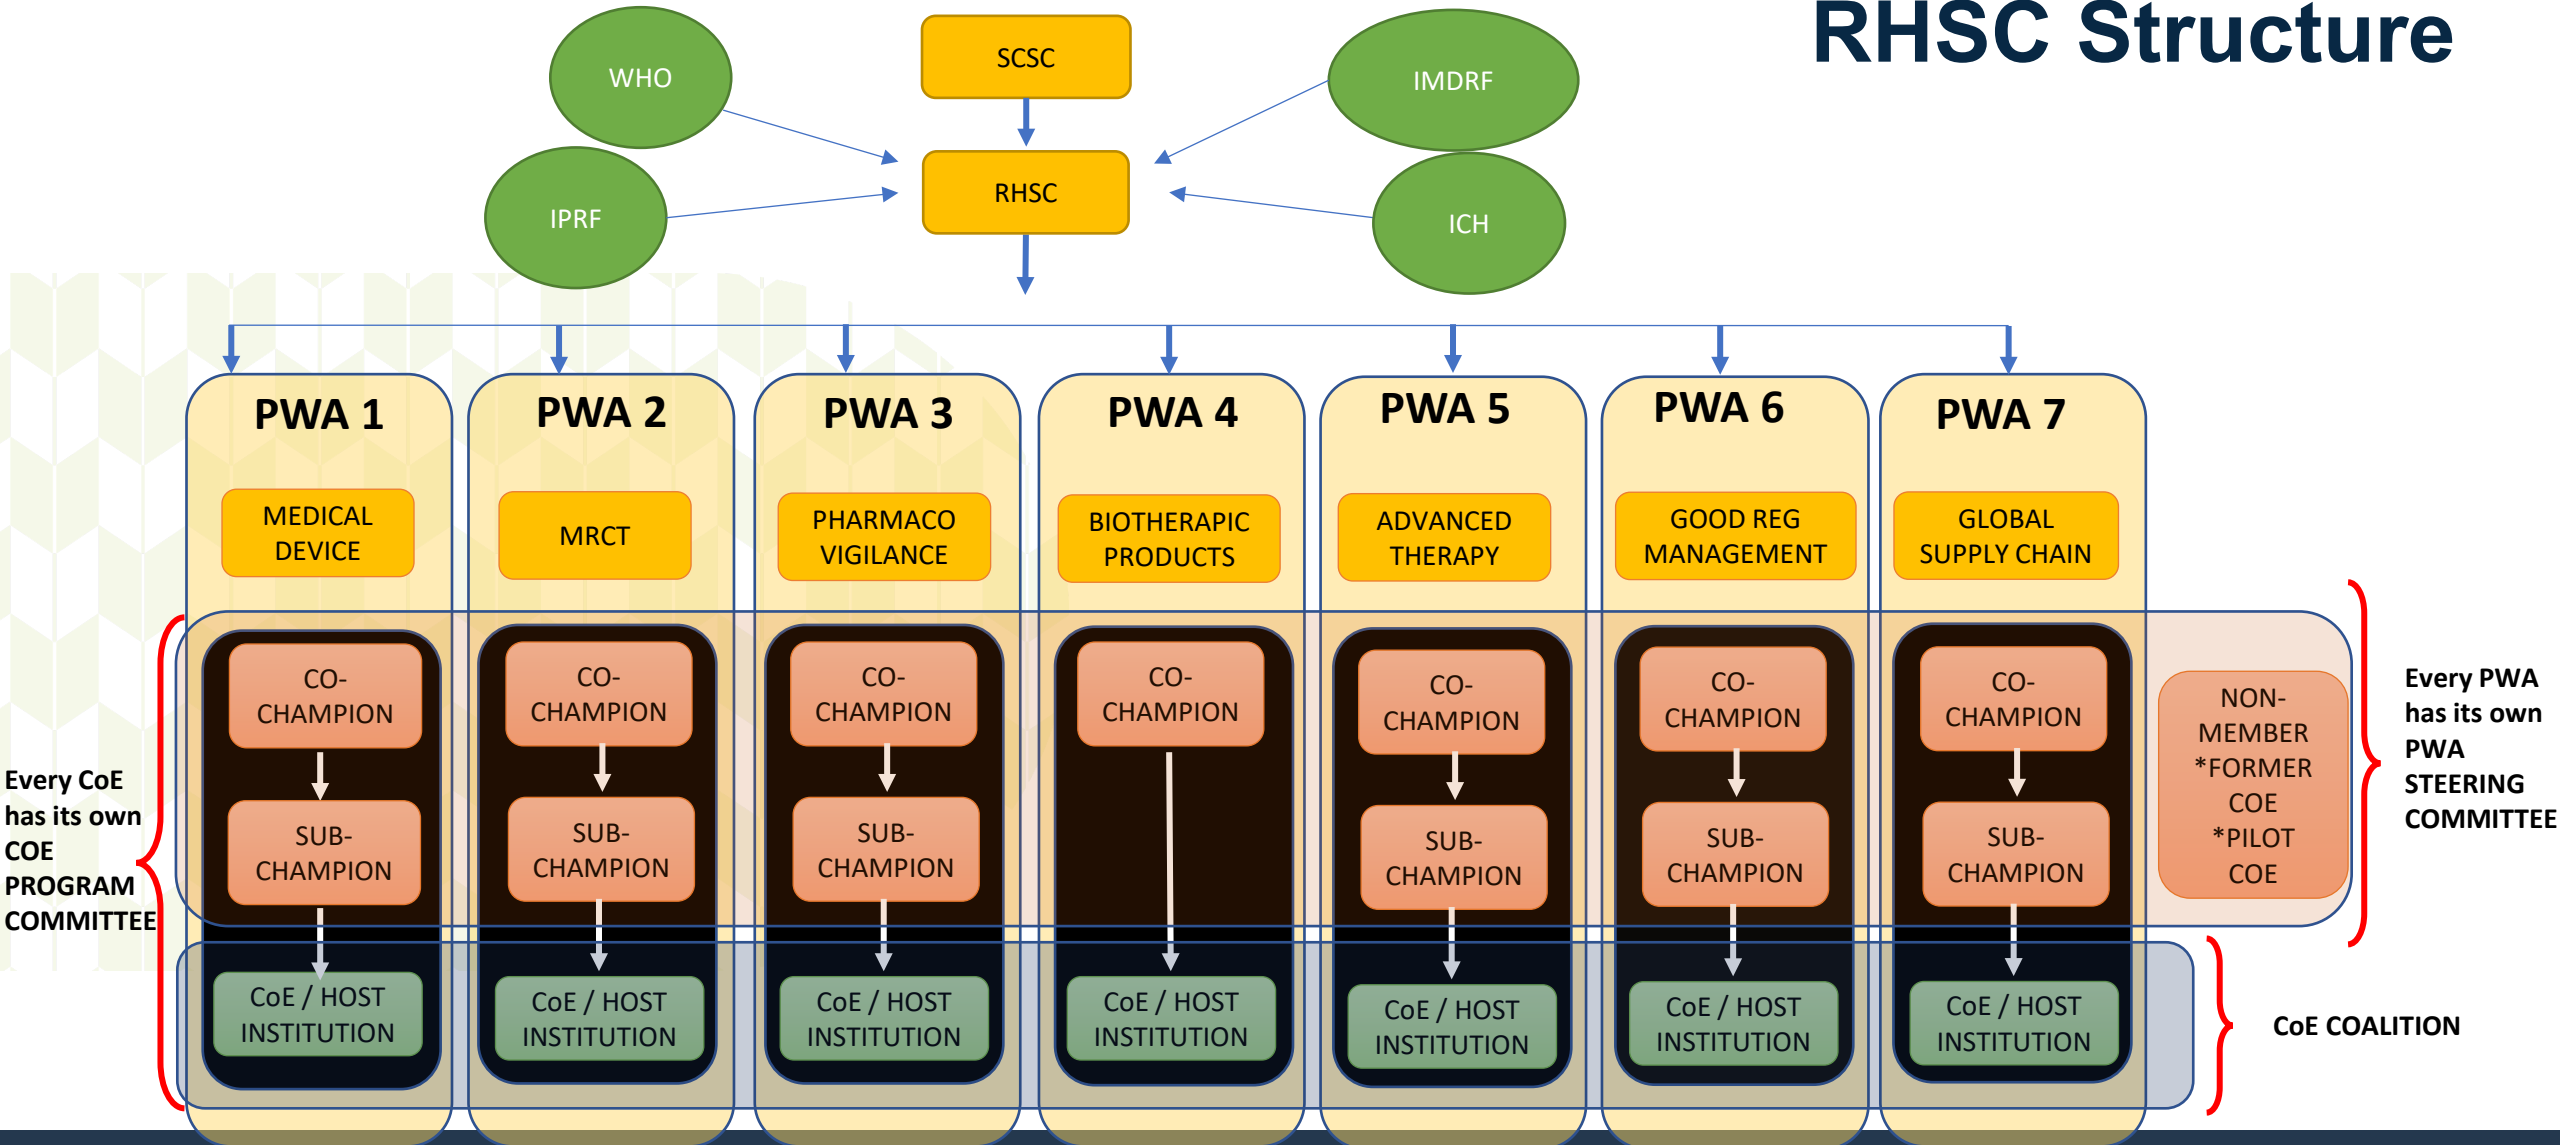 RHSC Structure
WHO
SCSC
IMDRF
IPRF
RHSC
ICH
PWA 1
PWA 2
PWA 3
PWA 4
PWA 5
PWA 6
PWA 7
MEDICAL
DEVICE
MRCT
PHARMACO
VIGILANCE
BIOTHERAPIC
PRODUCTS
ADVANCED
THERAPY
GOOD REG
MANAGEMENT
GLOBAL
SUPPLY CHAIN
CO-
CHAMPION
CO-
CHAMPION
CO-
CHAMPION
CO-
CHAMPION
CO-
CHAMPION
CO-
CHAMPION
CO-
CHAMPION
NON-
MEMBER
*FORMER
COE
*PILOT
COE
Every PWA
has its own
PWA
STEERING
COMMITTEE
Every CoE
has its own
COE
PROGRAM
COMMITTEE
SUB-
CHAMPION
SUB-
CHAMPION
SUB-
CHAMPION
SUB-
CHAMPION
SUB-
CHAMPION
SUB-
CHAMPION
CoE / HOST
INSTITUTION
CoE / HOST
INSTITUTION
CoE / HOST
INSTITUTION
CoE / HOST
INSTITUTION
CoE / HOST
INSTITUTION
CoE / HOST
INSTITUTION
CoE / HOST
INSTITUTION
CoE COALITION